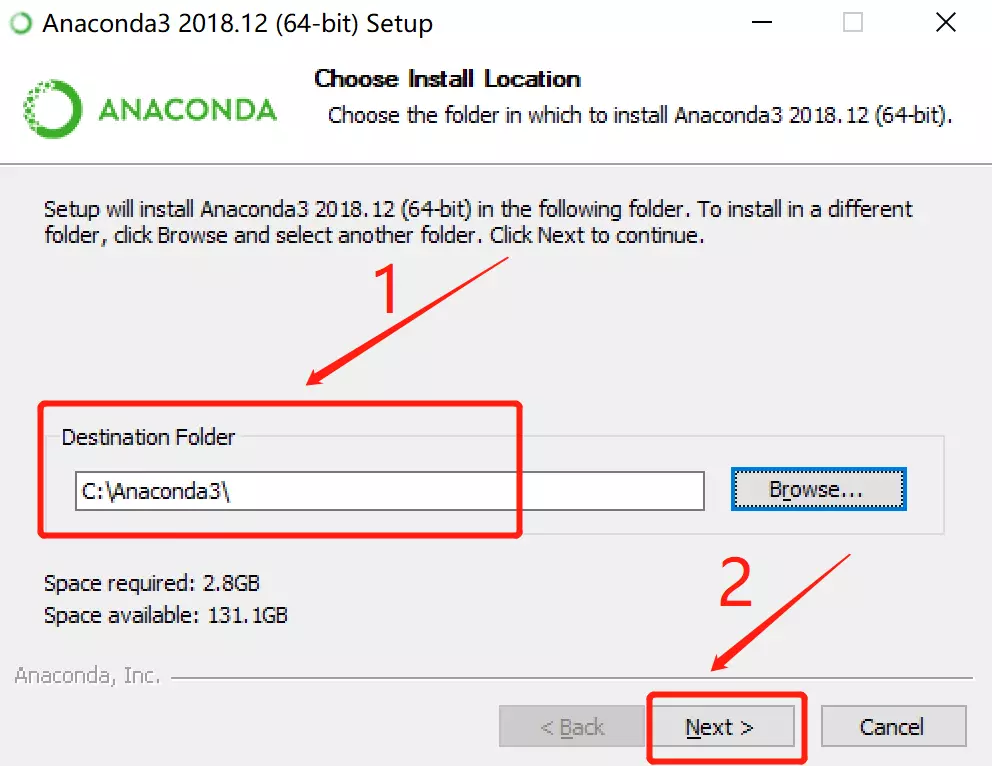 Anaconda3 2018.12 (64-bit) Setup
ANACONDA
Choose Install Location
Choose the folder in which to install Anaconda3 2018.12 (64-bit).
Setup will install Anaconda3 2018.12 (64-bit) in the following folder. To install in a different
folder, click Browse and select another folder. Click Next to continue.
1
Destination Folder
C:\Anaconda3\
Browse...
Space required: 2.8GB
Space available: 131.1GB
2
Anaconda, Inc.
< Back
Next >
Cancel